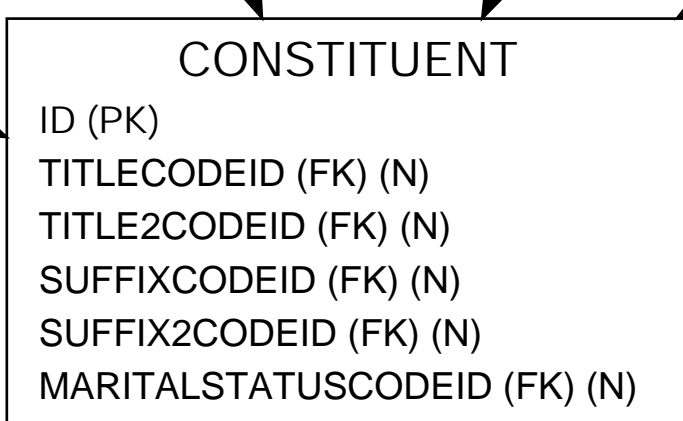 CONSTITUENT
ID (PK)
TITLECODEID (FK) (N)
TITLE2CODEID (FK) (N)
SUFFIXCODEID (FK) (N)
SUFFIX2CODEID (FK) (N)
MARITALSTATUSCODEID (FK) (N)